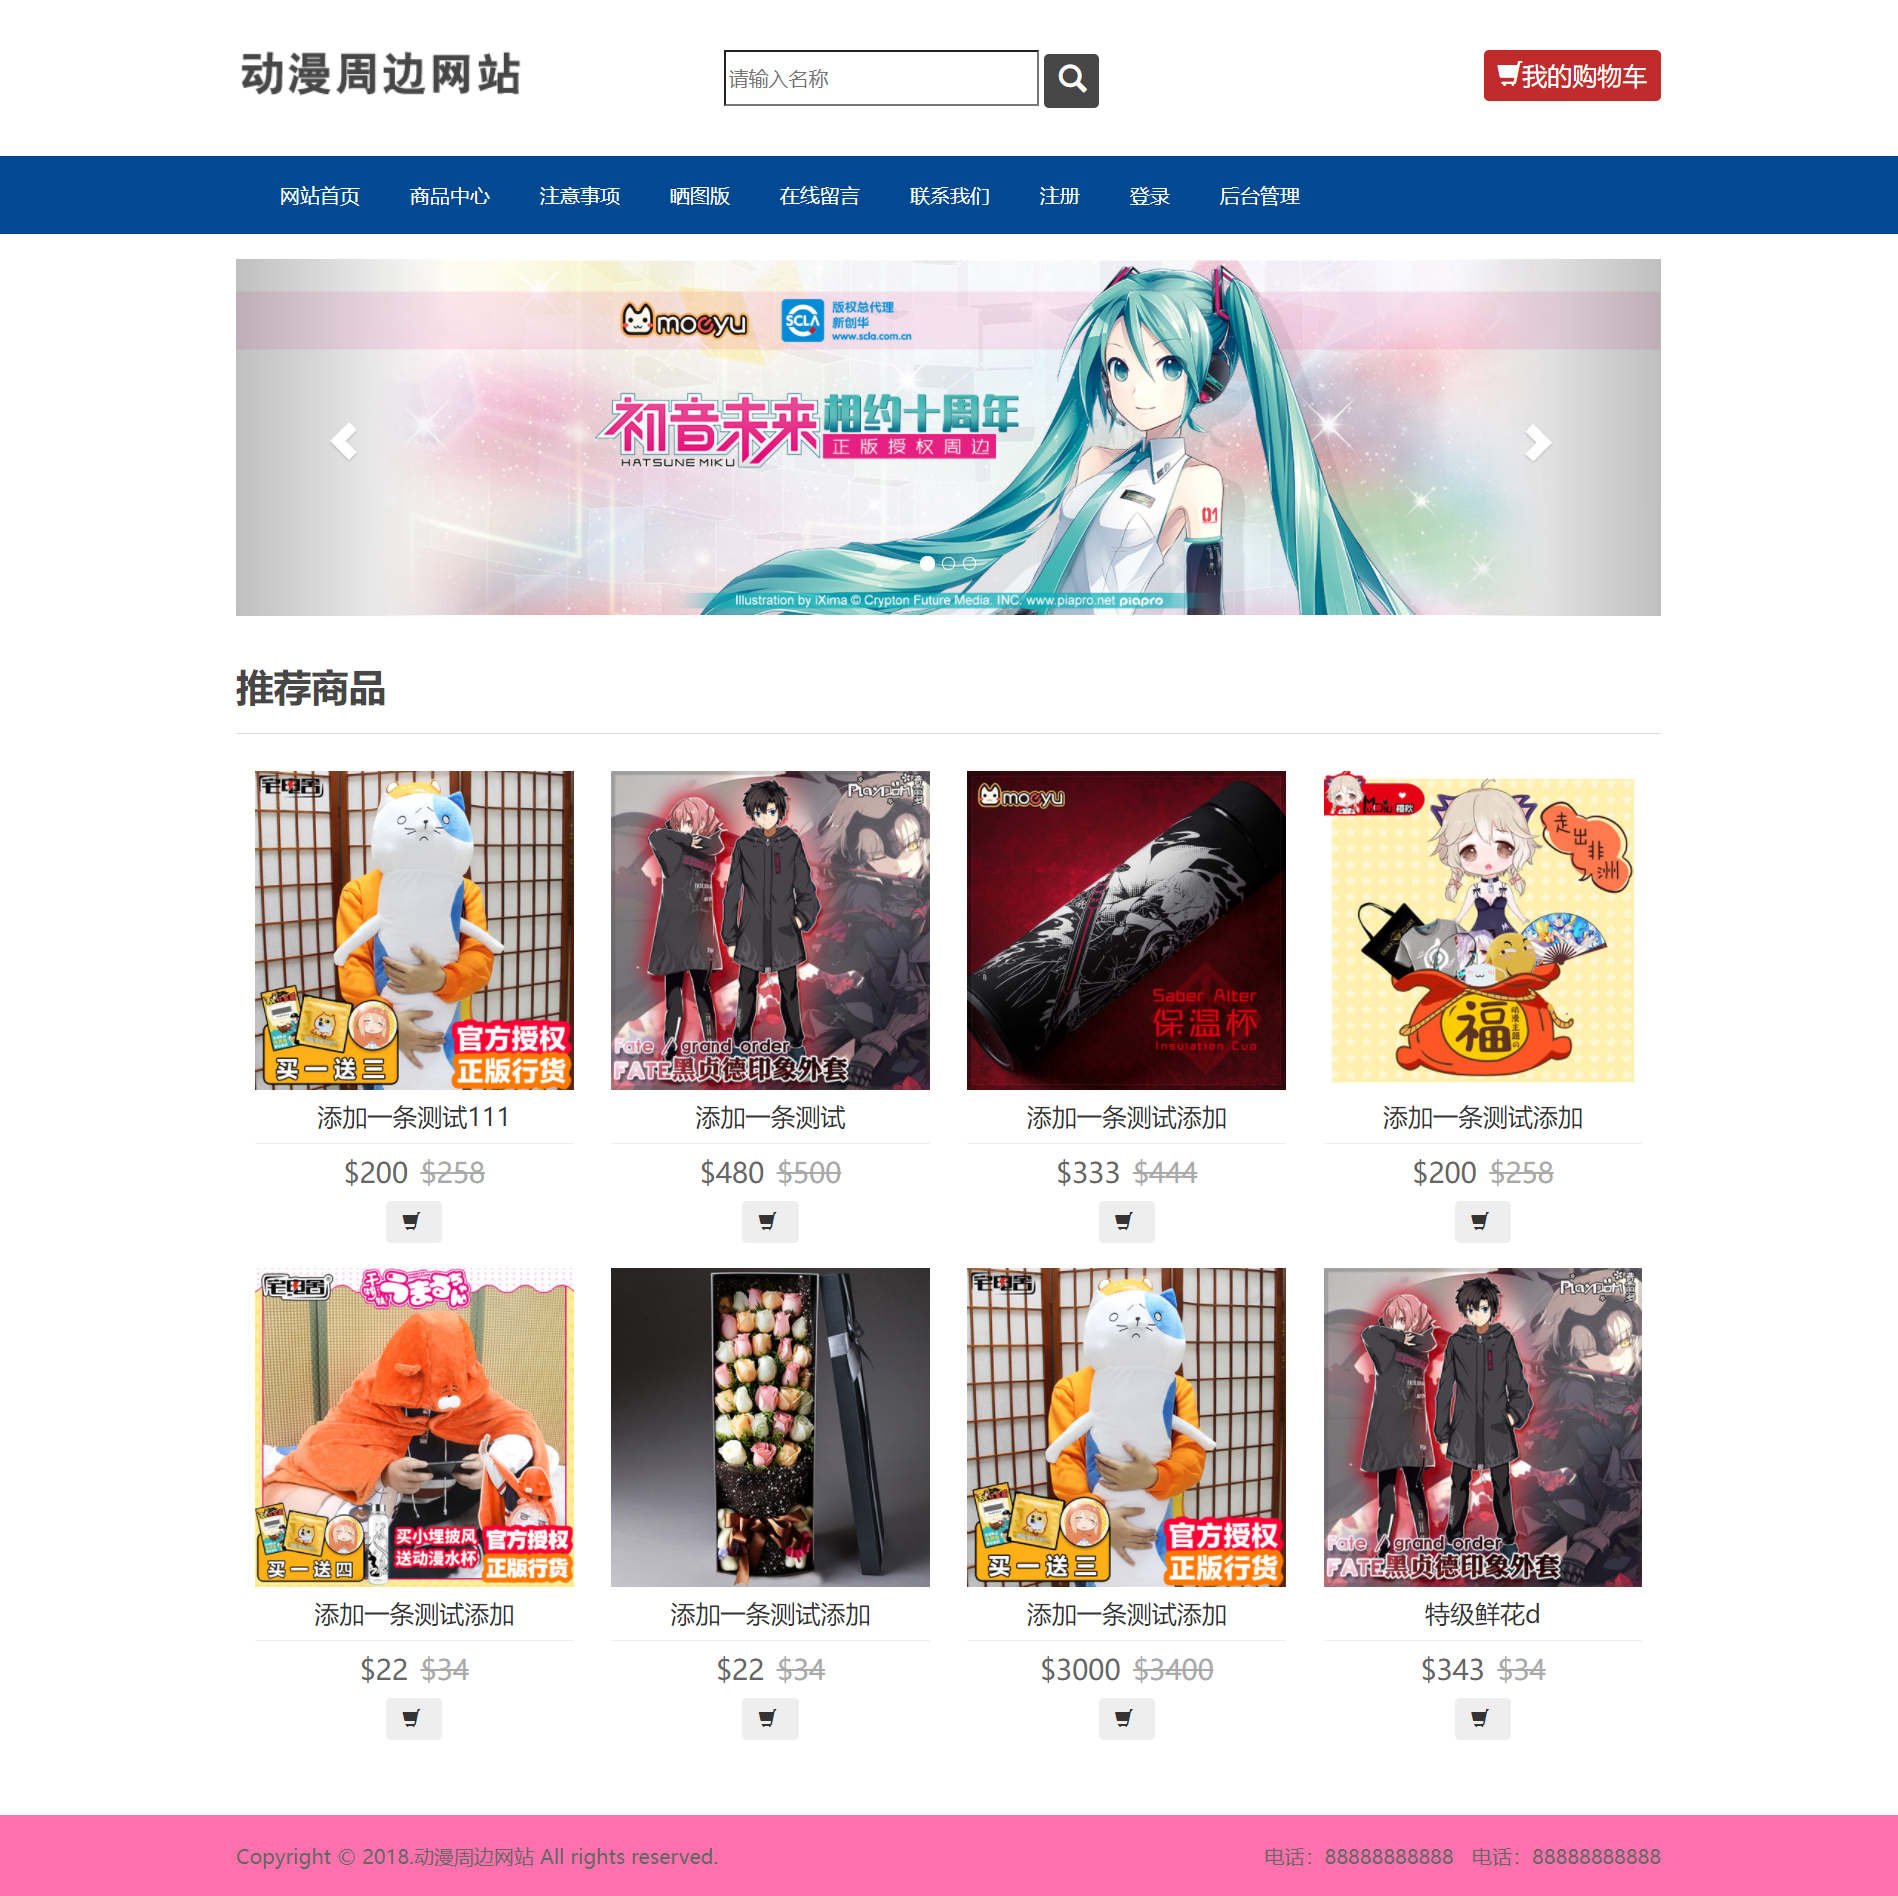 动漫周边网站
请输入名称
我的购物车
网站首页 商品中心 注意事项 晒图版 在线留言 联系我们 注册 登录 后台管理
moeyu
SCLA
版权总代理
新创华
www.scla.com.cn
初音未来 相约十周年
HATSUNE MIKU
正版授权周边
01
Illustration by iXima © Crypton Future Media. INC. www.piapro.net piapro
推荐商品
官方授权
正版行货
买一送三
添加一条测试111
$200 $258
PLAYDOM
Fate / grand order
FATE黑贞德印象外套
添加一条测试
$480 $500
moeyu
Saber Alter
保温杯
Insulation Cup
添加一条测试添加
$333 $444
走出非洲
福
添加一条测试添加
$200 $258
うまるちゃん
买小埋披风
送动漫水杯
官方授权
正版行货
买一送四
添加一条测试添加
$22 $34
添加一条测试添加
$22 $34
官方授权
正版行货
买一送三
添加一条测试添加
$3000 $3400
PLAYDOM
Fate / grand order
FATE黑贞德印象外套
特级鲜花d
$343 $34
Copyright © 2018.动漫周边网站 All rights reserved.
电话：88888888888 电话：88888888888